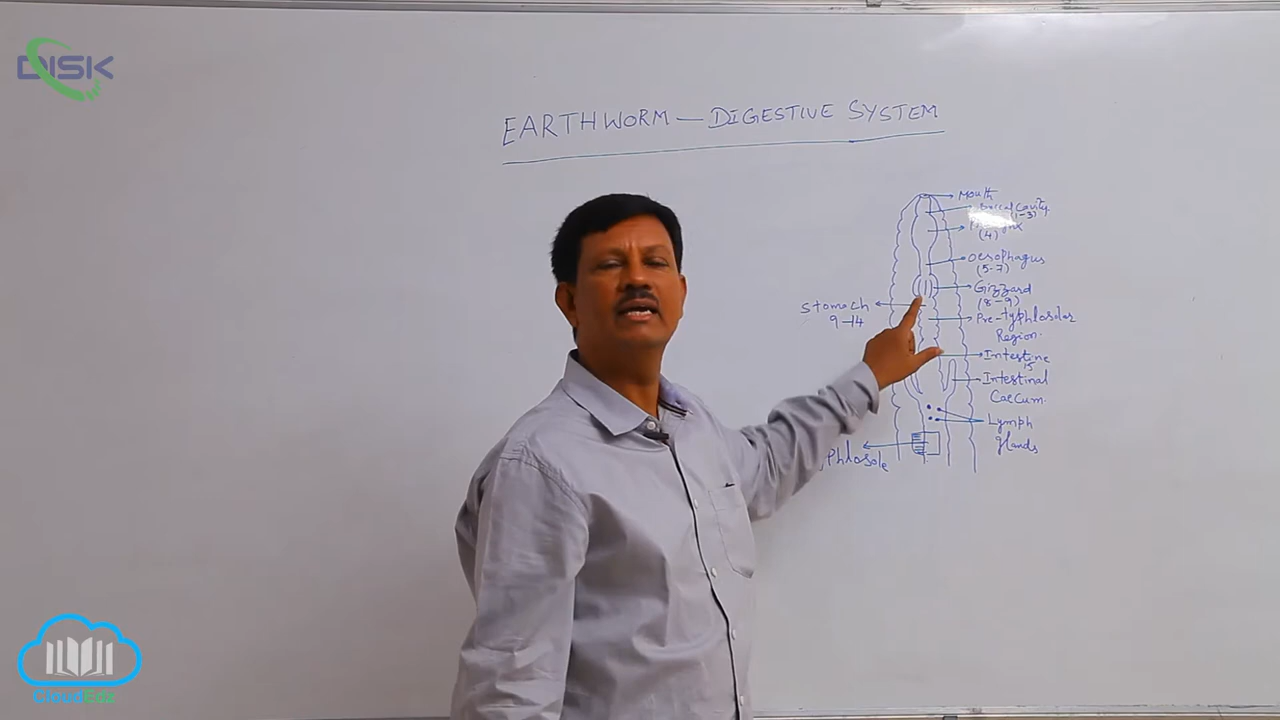 DISK
EARTHWORM — DIGESTIVE SYSTEM
Mouth
Buccal Cavity
(1-3)
Pharynx
(4)
Oesophagus
(5-7)
Gizzard
(8-9)
Stomach
9-14
Pre-typhlosolar
Region.
Intestine
15
Intestinal
Caecum.
Lymph
glands
phlosole
CloudEdz